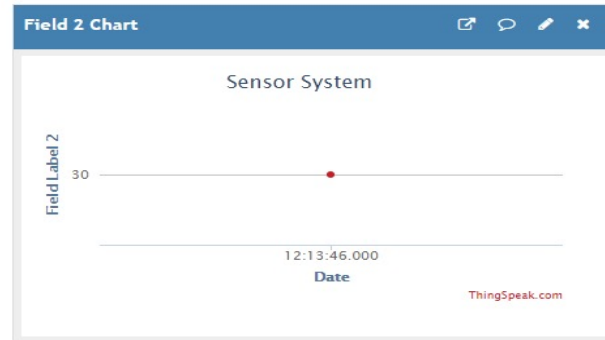 Field 2 Chart
Sensor System
Field Label 2
30
12:13:46.000
Date
ThingSpeak.com